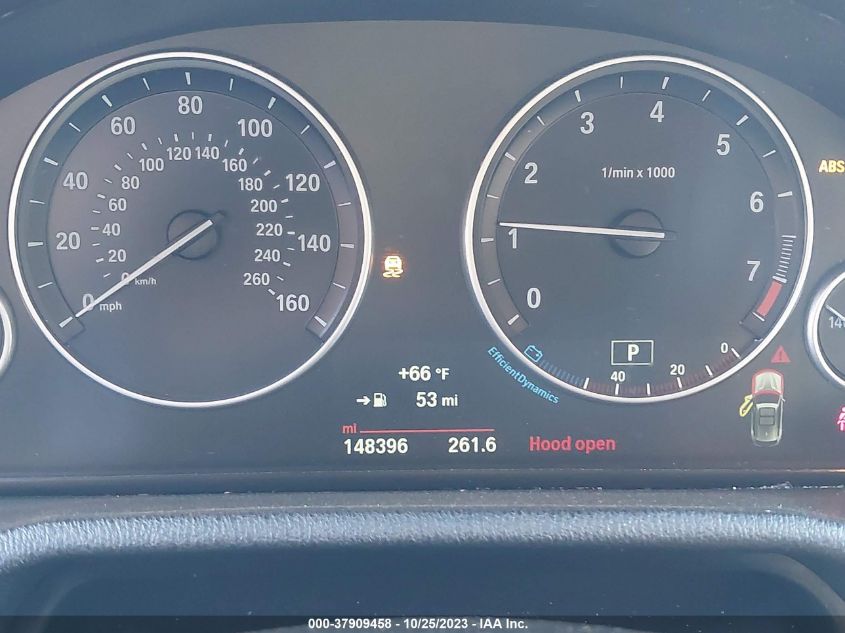 0 20 40 60 80 100 120 140 160
mph
0 20 40 60 80 100 120 140 160 180 200 220 240 260
km/h
0 1 2 3 4 5 6 7
1/min x 1000
ABS
P
40 20 0
EfficientDynamics
+66 °F
53 mi
mi
148396 261.6
Hood open
000-37909458 - 10/25/2023 - IAA Inc.